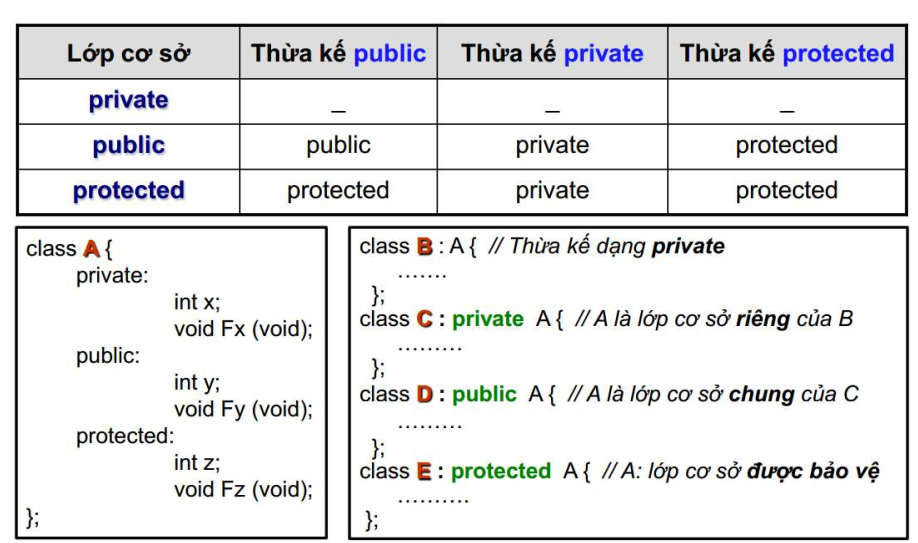 Lớp cơ sở Thừa kế public Thừa kế private Thừa kế protected
private _ _ _
public public private protected
protected protected private protected
class A {
private:
int x;
void Fx (void);
public:
int y;
void Fy (void);
protected:
int z;
void Fz (void);
};
class B : A { // Thừa kế dạng private
.......
};
class C : private A { // A là lớp cơ sở riêng của B
.........
};
class D : public A { // A là lớp cơ sở chung của C
.........
};
class E : protected A { // A: lớp cơ sở được bảo vệ
..........
};